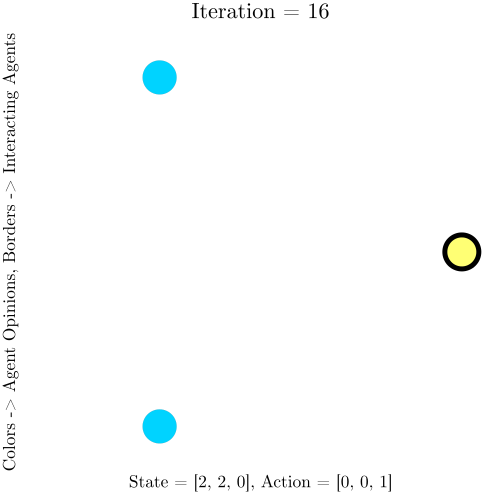 Iteration = 16
Colors -> Agent Opinions, Borders -> Interacting Agents
State = [2, 2, 0], Action = [0, 0, 1]